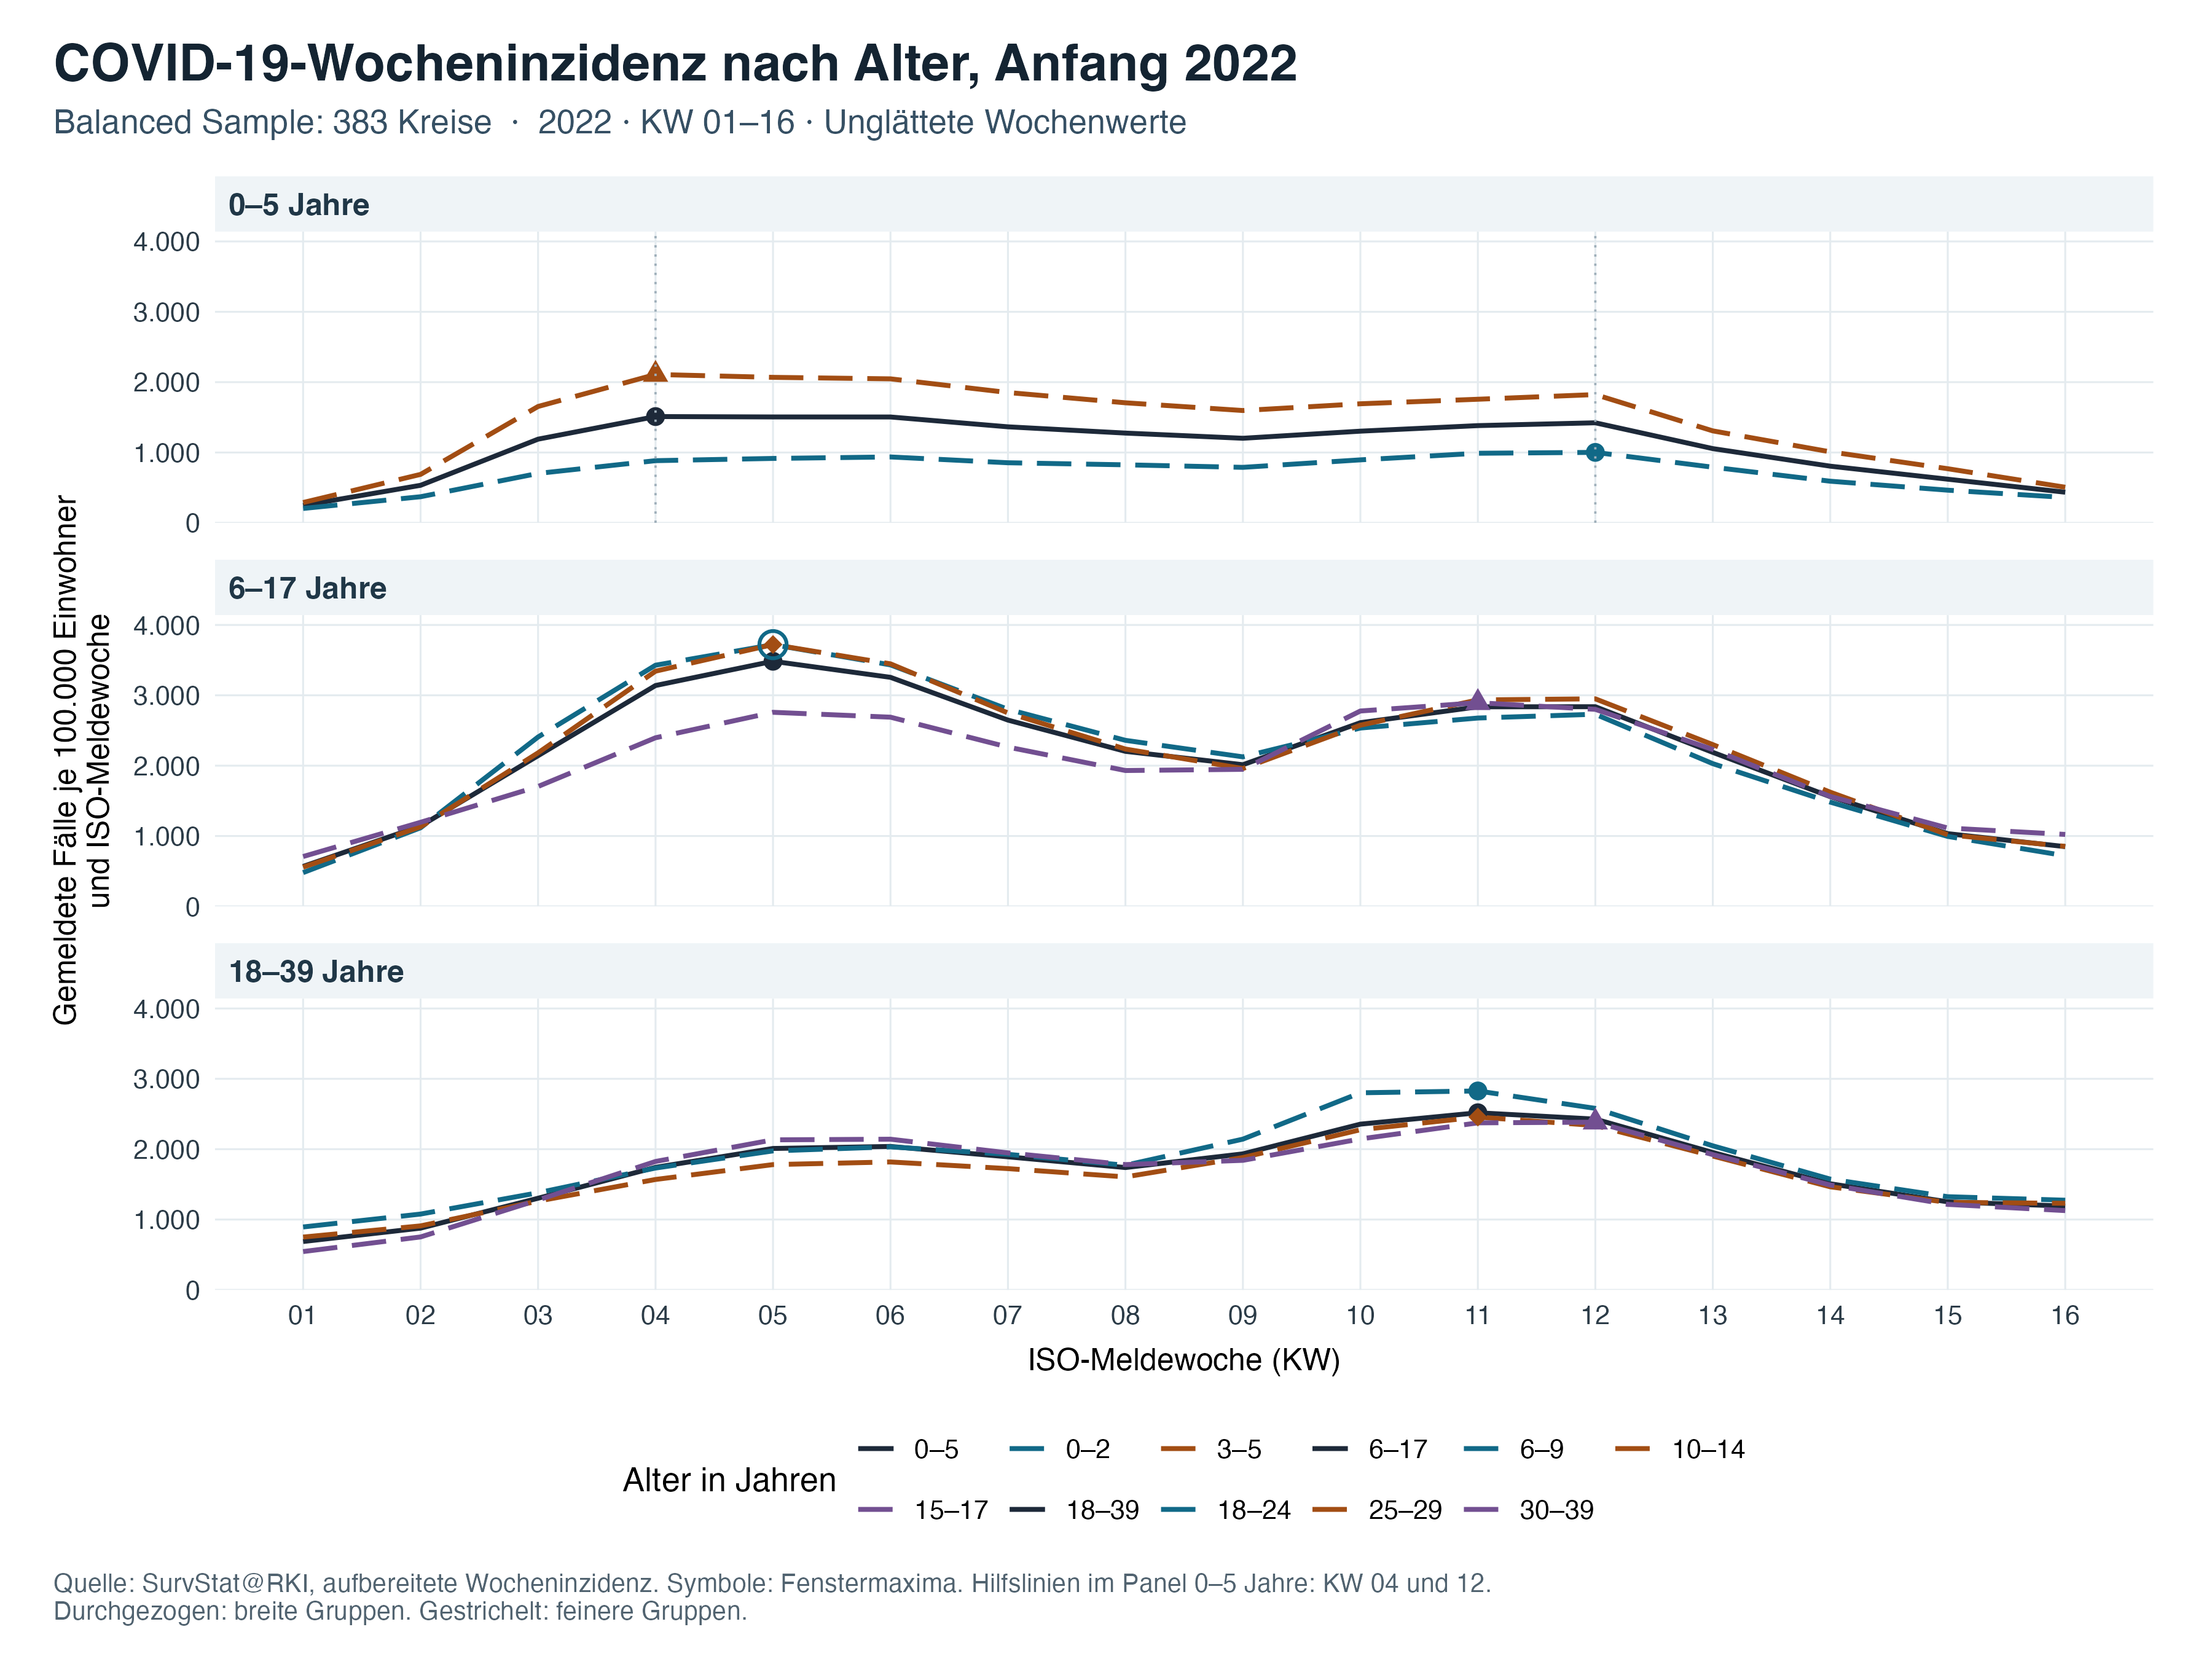 COVID-19-Wocheninzidenz nach Alter, Anfang 2022
Balanced Sample: 383 Kreise · 2022 · KW 01–16 · Unglättete Wochenwerte
Gemeldete Fälle je 100.000 Einwohner
und ISO-Meldewoche
0–5 Jahre
4.000
3.000
2.000
1.000
0
6–17 Jahre
4.000
3.000
2.000
1.000
0
18–39 Jahre
4.000
3.000
2.000
1.000
0
01 02 03 04 05 06 07 08 09 10 11 12 13 14 15 16
ISO-Meldewoche (KW)
Alter in Jahren
0–5 0–2 3–5 6–17 6–9 10–14
15–17 18–39 18–24 25–29 30–39
Quelle: SurvStat@RKI, aufbereitete Wocheninzidenz. Symbole: Fenstermaxima. Hilfslinien im Panel 0–5 Jahre: KW 04 und 12.
Durchgezogen: breite Gruppen. Gestrichelt: feinere Gruppen.